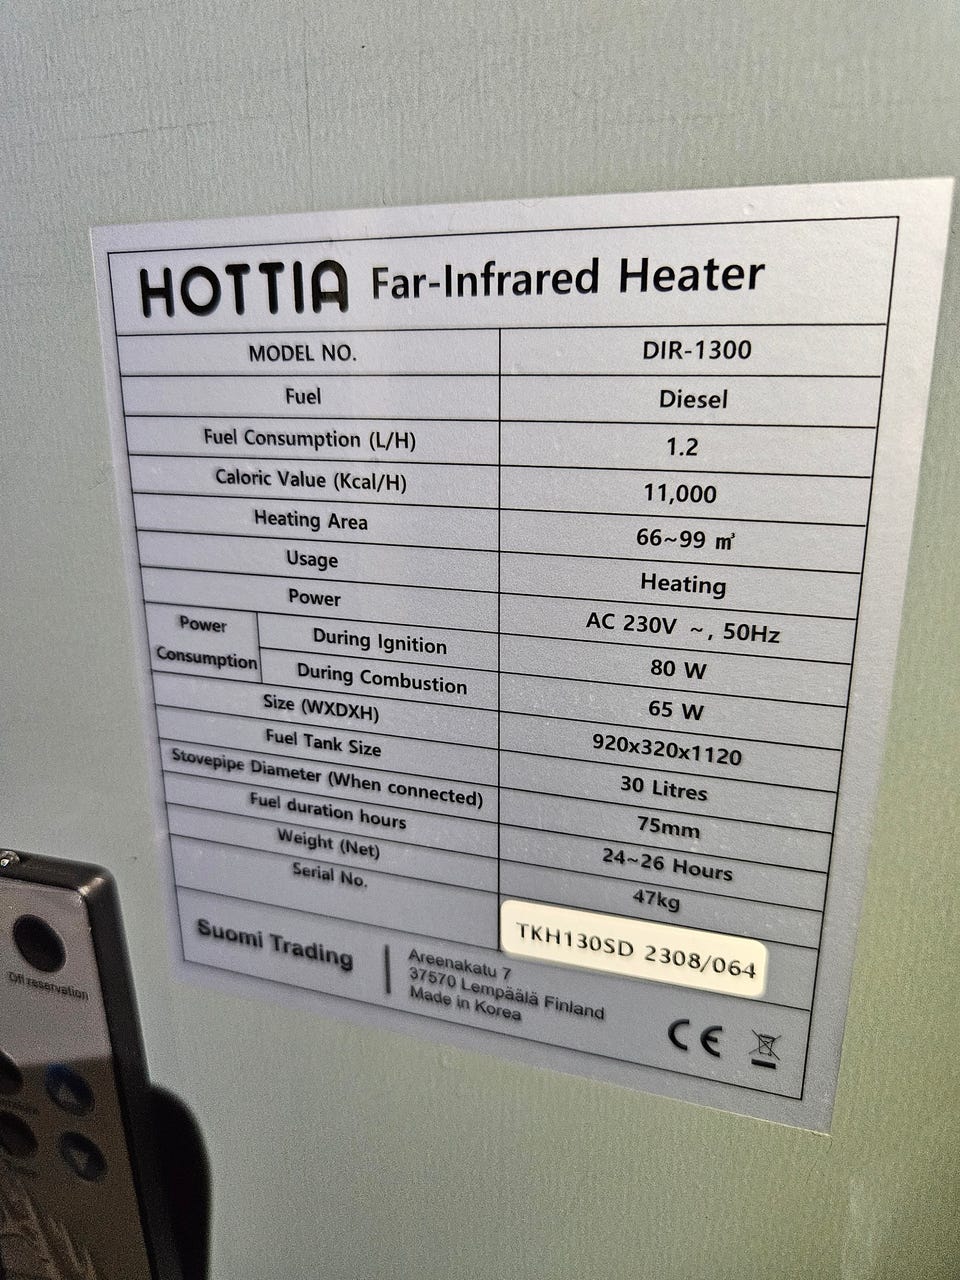 HOTTIA Far-Infrared Heater
MODEL NO. DIR-1300
Fuel Diesel
Fuel Consumption (L/H) 1.2
Caloric Value (Kcal/H) 11,000
Heating Area 66~99 ㎡
Usage Heating
Power AC 230V ~, 50Hz
Power Consumption During Ignition 80 W
During Combustion 65 W
Size (WXDXH) 920x320x1120
Fuel Tank Size 30 Litres
Stovepipe Diameter (When connected) 75mm
Fuel duration hours 24~26 Hours
Weight (Net) 47kg
Serial No. TKH130SD 2308/064
Suomi Trading
Areenakatu 7
37570 Lempäälä Finland
Made in Korea
CE
Off reservation